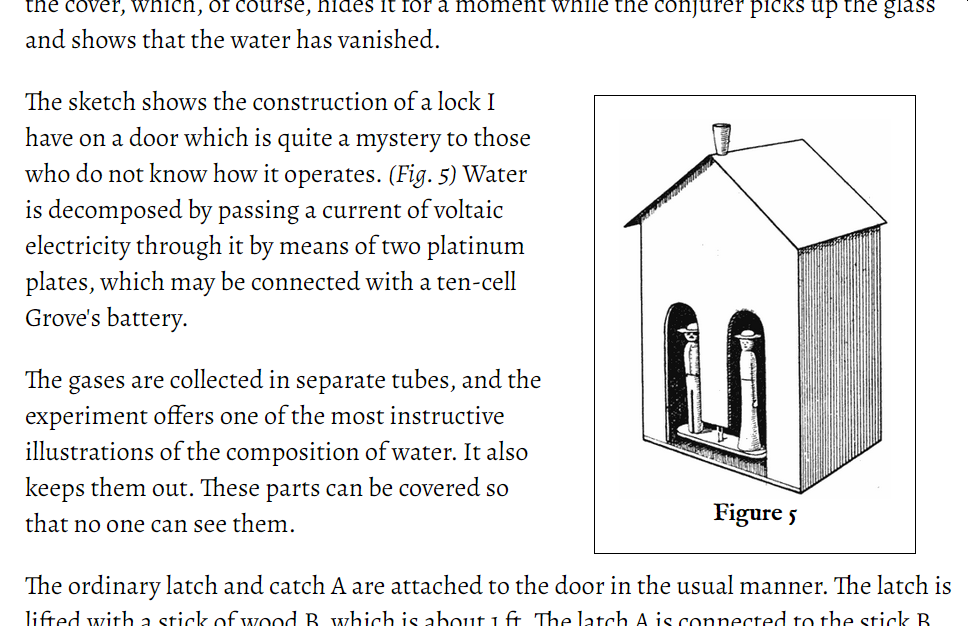 the cover, which, of course, hides it for a moment while the conjurer picks up the glass
and shows that the water has vanished.
The sketch shows the construction of a lock I
have on a door which is quite a mystery to those
who do not know how it operates. (Fig. 5) Water
is decomposed by passing a current of voltaic
electricity through it by means of two platinum
plates, which may be connected with a ten-cell
Grove's battery.
The gases are collected in separate tubes, and the
experiment offers one of the most instructive
illustrations of the composition of water. It also
keeps them out. These parts can be covered so
that no one can see them.
Figure 5
The ordinary latch and catch A are attached to the door in the usual manner. The latch is
lifted with a stick of wood B, which is about 1 ft. The latch A is connected to the stick B